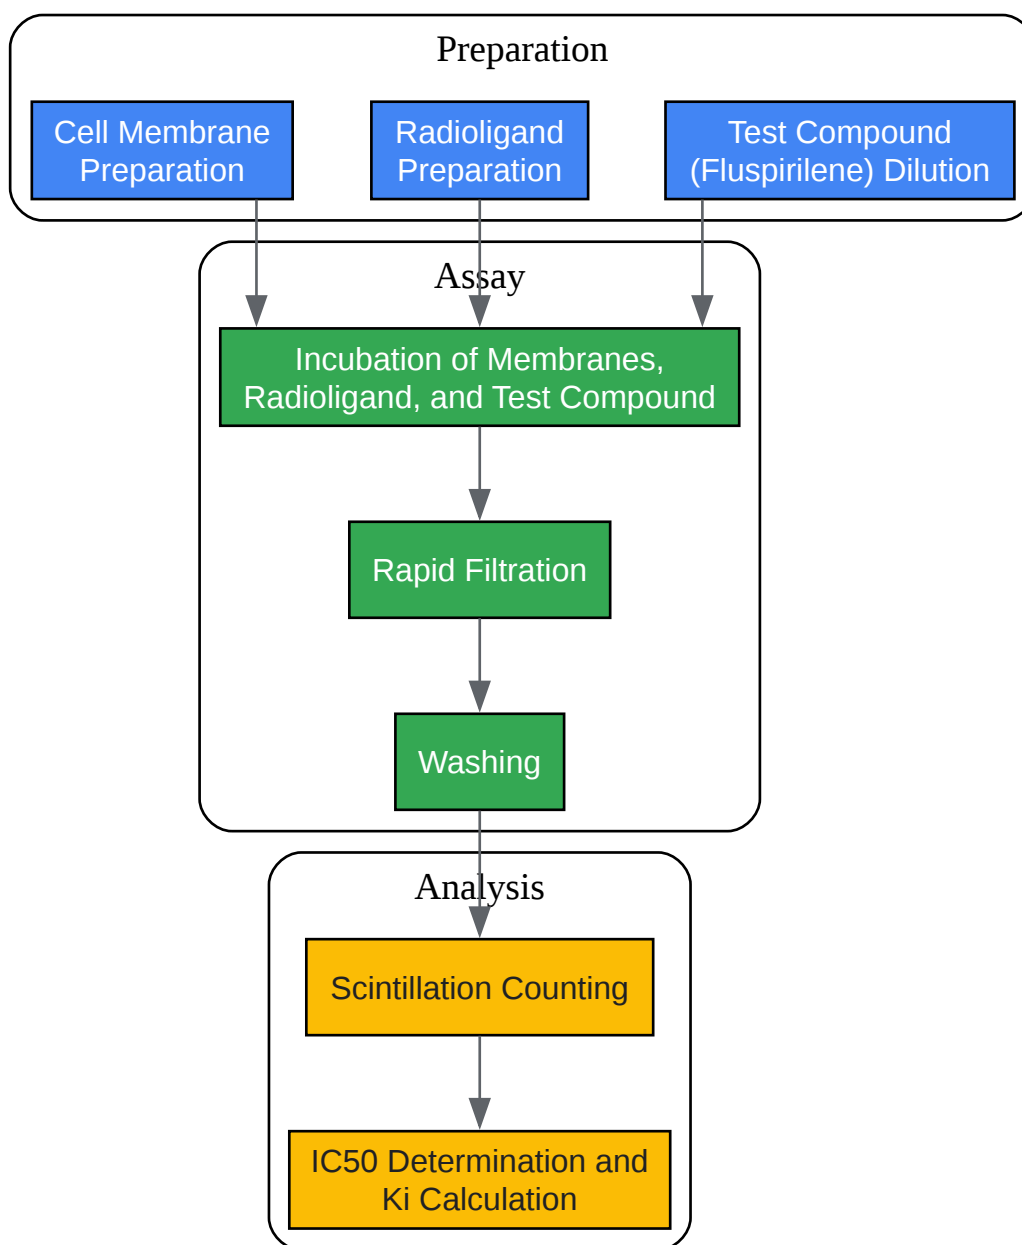 Preparation
Cell Membrane
Preparation
Radioligand
Preparation
Test Compound
(Fluspirilene) Dilution
Assay
Incubation of Membranes,
Radioligand, and Test Compound
Rapid Filtration
Washing
Analysis
Scintillation Counting
IC50 Determination and
Ki Calculation